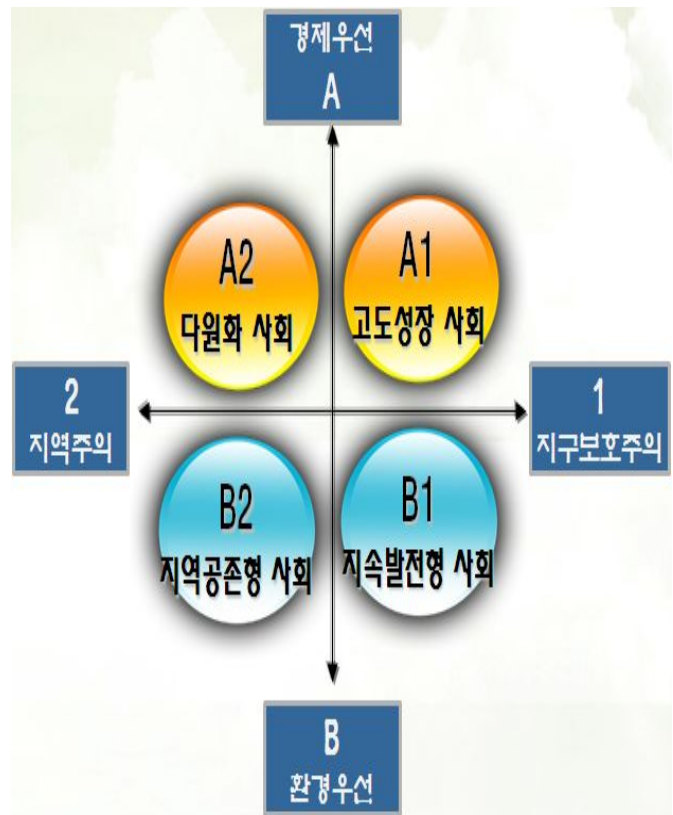 경제우선
A
A2
다원화 사회
A1
고도성장 사회
2
지역주의
1
지구보호주의
B2
지역공존형 사회
B1
지속발전형 사회
B
환경우선